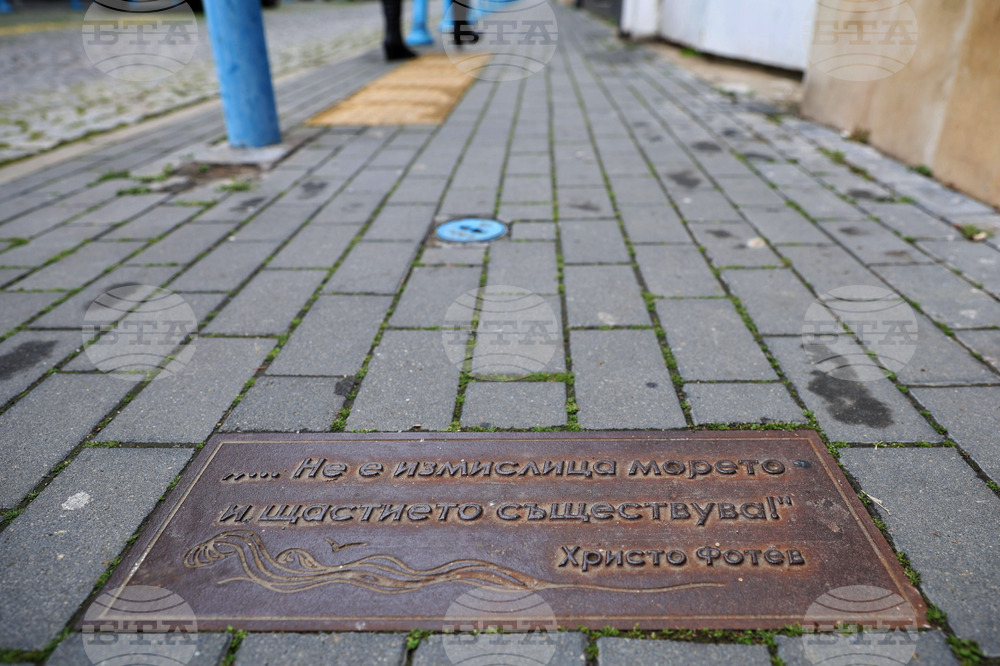 БТА
БТА
БТА
БТА
БТА
БТА
„.... Не е измислица морето
и щастието съществува!"
Христо Фотев
БТА
БТА
БТА